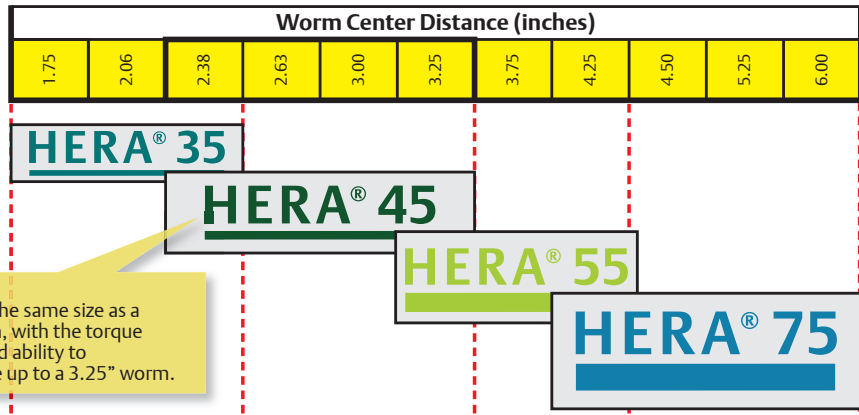 Worm Center Distance (inches)
1.75 2.06 2.38 2.63 3.00 3.25 3.75 4.25 4.50 5.25 6.00
HERA® 35
HERA® 45
HERA® 55
HERA® 75
he same size as a
, with the torque
d ability to
up to a 3.25” worm.